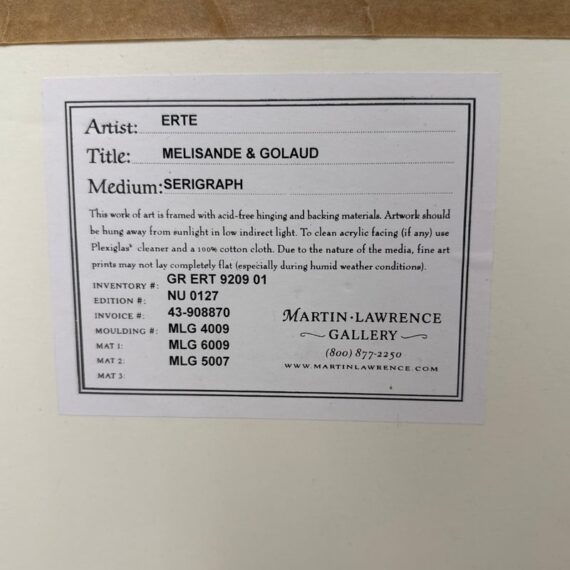 Artist: ERTE
Title: MELISANDE & GOLAUD
Medium: SERIGRAPH
This work of art is framed with acid-free hinging and backing materials. Artwork should
be hung away from sunlight in low indirect light. To clean acrylic facing (if any) use
Plexiglas® cleaner and a 100% cotton cloth. Due to the nature of the media, fine art
prints may not lay completely flat (especially during humid weather conditions).
INVENTORY #: GR ERT 9209 01
EDITION #: NU 0127
INVOICE #: 43-908870
MOULDING #: MLG 4009
MAT 1: MLG 6009
MAT 2: MLG 5007
MAT 3:
MARTIN·LAWRENCE
GALLERY
(800) 877-2250
WWW.MARTINLAWRENCE.COM